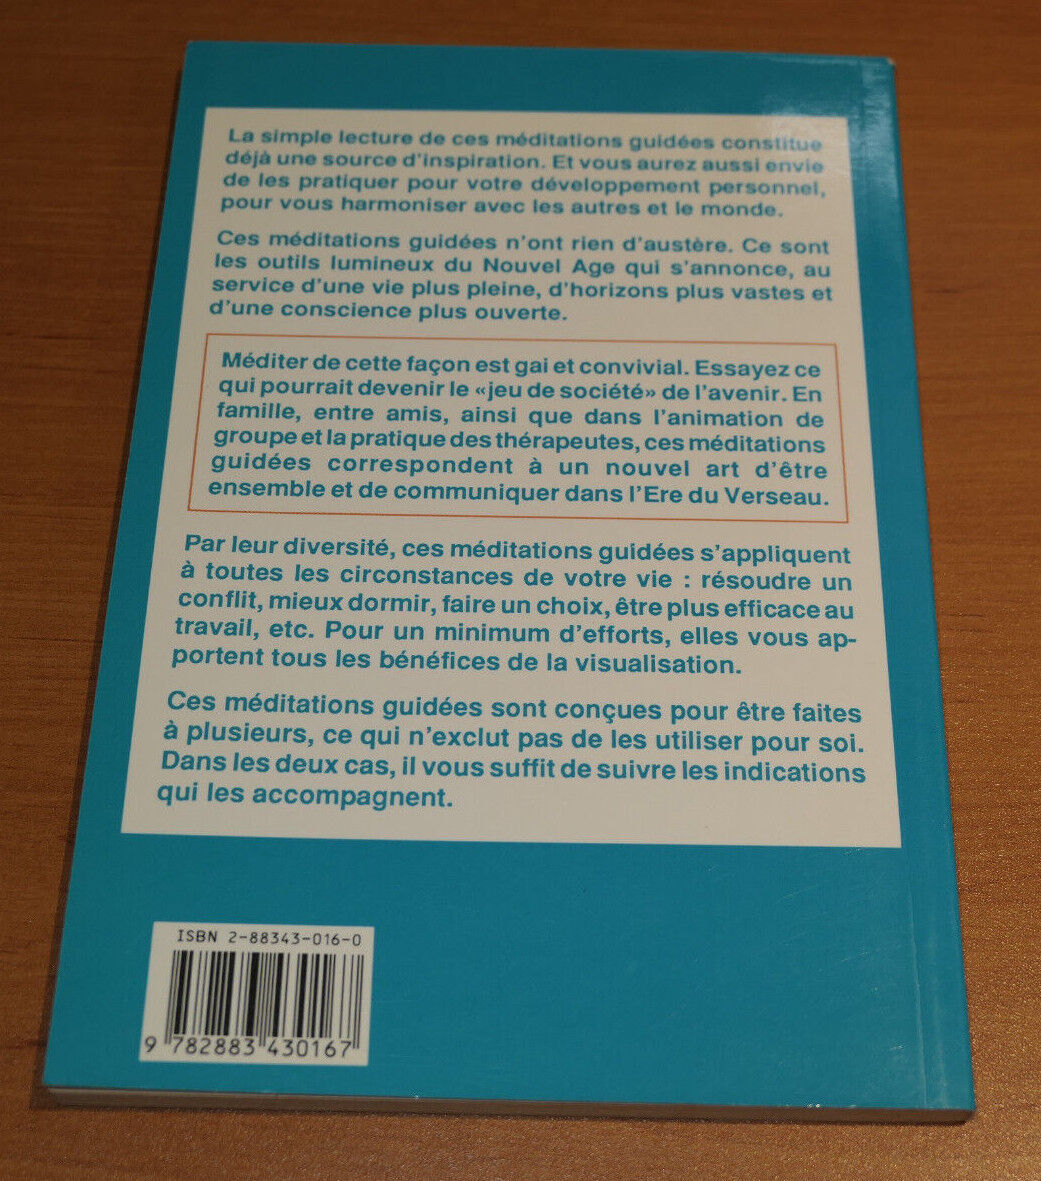 La simple lecture de ces méditations guidées constitue
déjà une source d'inspiration. Et vous aurez aussi envie
de les pratiquer pour votre développement personnel,
pour vous harmoniser avec les autres et le monde.
Ces méditations guidées n'ont rien d'austère. Ce sont
les outils lumineux du Nouvel Age qui s'annonce, au
service d'une vie plus pleine, d'horizons plus vastes et
d'une conscience plus ouverte.
Méditer de cette façon est gai et convivial. Essayez ce
qui pourrait devenir le «jeu de société» de l'avenir. En
famille, entre amis, ainsi que dans l'animation de
groupe et la pratique des thérapeutes, ces méditations
guidées correspondent à un nouvel art d'être
ensemble et de communiquer dans l'Ere du Verseau.
Par leur diversité, ces méditations guidées s'appliquent
à toutes les circonstances de votre vie : résoudre un
conflit, mieux dormir, faire un choix, être plus efficace au
travail, etc. Pour un minimum d'efforts, elles vous ap-
portent tous les bénéfices de la visualisation.
Ces méditations guidées sont conçues pour être faites
à plusieurs, ce qui n'exclut pas de les utiliser pour soi.
Dans les deux cas, il vous suffit de suivre les indications
qui les accompagnent.
ISBN 2-88343-016-0
9 782883 430167